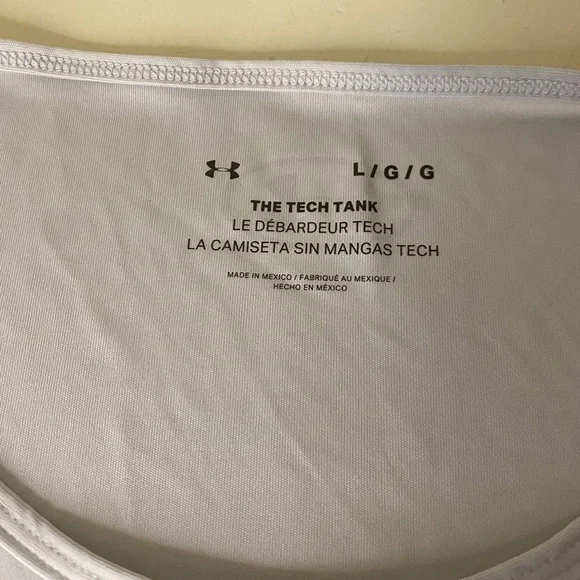 L / G / G
THE TECH TANK
LE DÉBARDEUR TECH
LA CAMISETA SIN MANGAS TECH
MADE IN MEXICO / FABRIQUÉ AU MEXIQUE /
HECHO EN MÉXICO